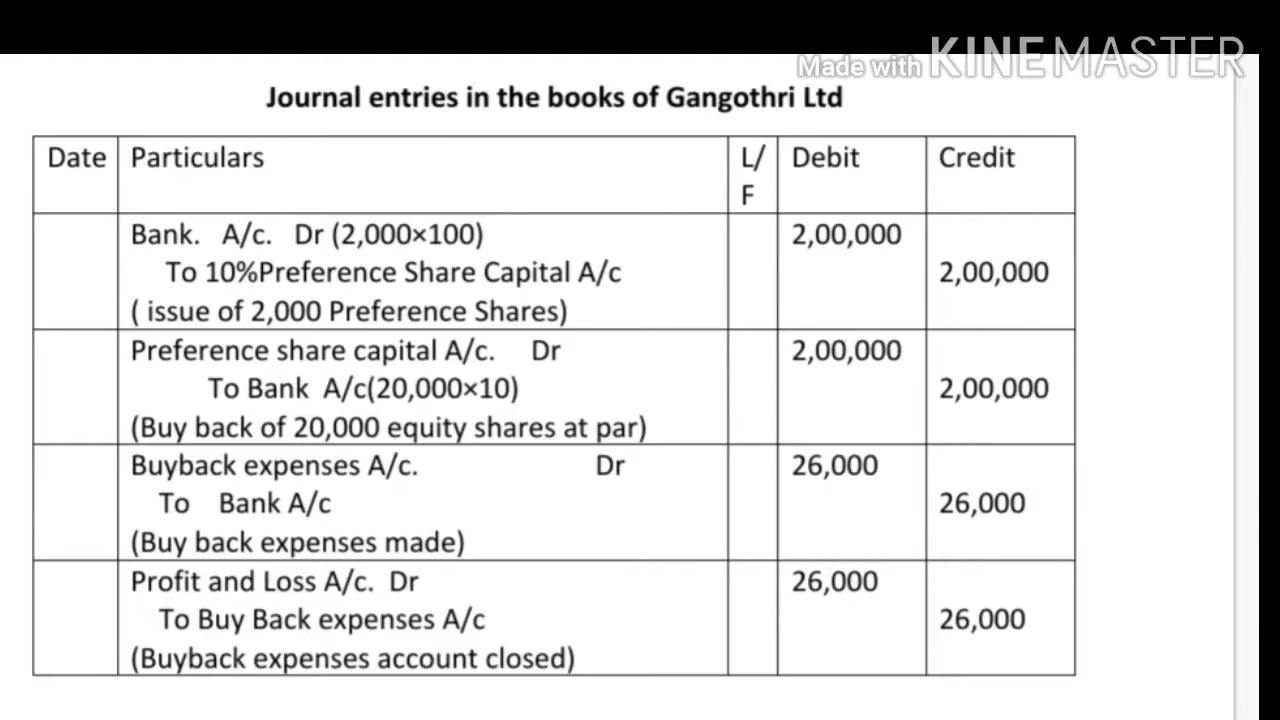 Made with KINEMASTER
Journal entries in the books of Gangothri Ltd
Date Particulars L/ Debit Credit
F
Bank. A/c. Dr (2,000×100) 2,00,000
To 10%Preference Share Capital A/c 2,00,000
( issue of 2,000 Preference Shares)
Preference share capital A/c. Dr 2,00,000
To Bank A/c(20,000×10) 2,00,000
(Buy back of 20,000 equity shares at par)
Buyback expenses A/c. Dr 26,000
To Bank A/c 26,000
(Buy back expenses made)
Profit and Loss A/c. Dr 26,000
To Buy Back expenses A/c 26,000
(Buyback expenses account closed)